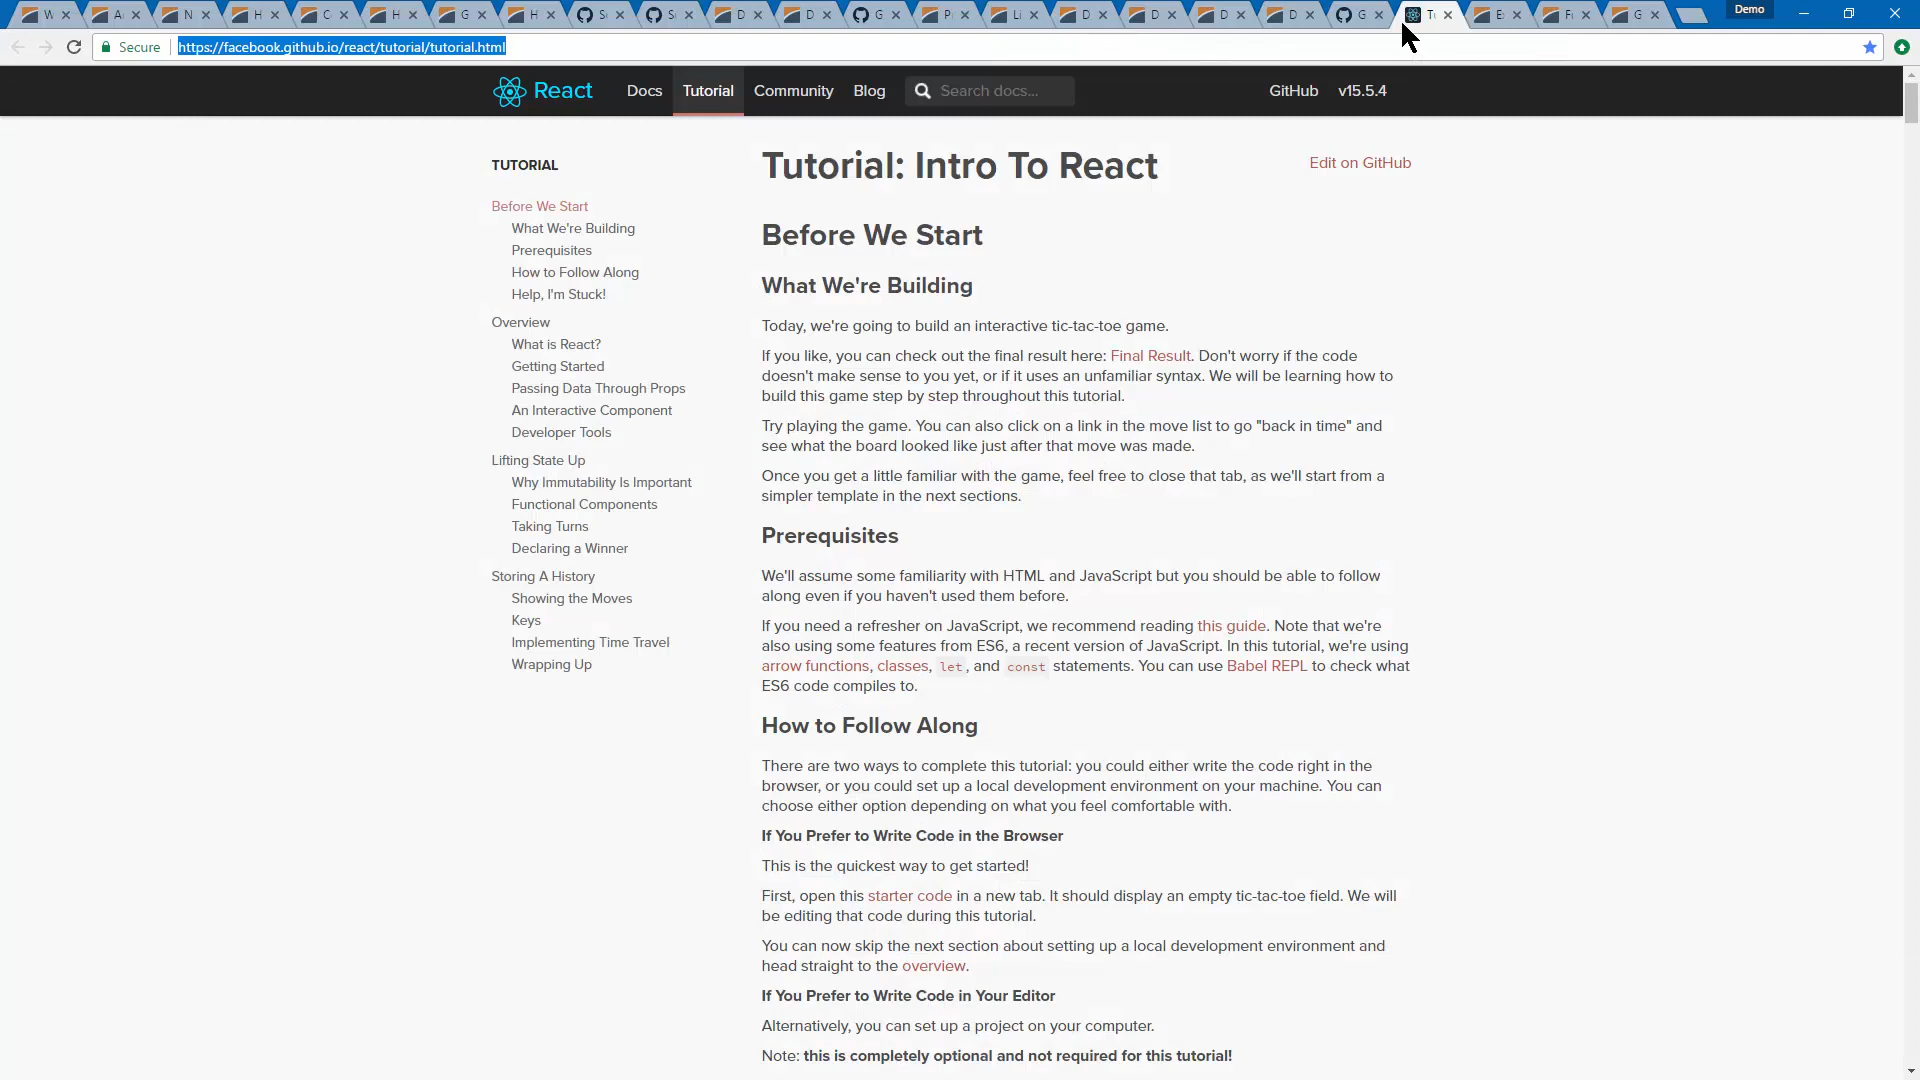 Demo
Secure
https://facebook.github.io/react/tutorial/tutorial.html
React
Docs
Tutorial
Community
Blog
Search docs...
GitHub
v15.5.4
TUTORIAL
Before We Start
What We're Building
Prerequisites
How to Follow Along
Help, I'm Stuck!
Overview
What is React?
Getting Started
Passing Data Through Props
An Interactive Component
Developer Tools
Lifting State Up
Why Immutability Is Important
Functional Components
Taking Turns
Declaring a Winner
Storing A History
Showing the Moves
Keys
Implementing Time Travel
Wrapping Up
Tutorial: Intro To React
Edit on GitHub
Before We Start
What We're Building
Today, we're going to build an interactive tic-tac-toe game.
If you like, you can check out the final result here: Final Result. Don't worry if the code
doesn't make sense to you yet, or if it uses an unfamiliar syntax. We will be learning how to
build this game step by step throughout this tutorial.
Try playing the game. You can also click on a link in the move list to go "back in time" and
see what the board looked like just after that move was made.
Once you get a little familiar with the game, feel free to close that tab, as we'll start from a
simpler template in the next sections.
Prerequisites
We'll assume some familiarity with HTML and JavaScript but you should be able to follow
along even if you haven't used them before.
If you need a refresher on JavaScript, we recommend reading this guide. Note that we're
also using some features from ES6, a recent version of JavaScript. In this tutorial, we're using
arrow functions, classes, let, and const statements. You can use Babel REPL to check what
ES6 code compiles to.
How to Follow Along
There are two ways to complete this tutorial: you could either write the code right in the
browser, or you could set up a local development environment on your machine. You can
choose either option depending on what you feel comfortable with.
If You Prefer to Write Code in the Browser
This is the quickest way to get started!
First, open this starter code in a new tab. It should display an empty tic-tac-toe field. We will
be editing that code during this tutorial.
You can now skip the next section about setting up a local development environment and
head straight to the overview.
If You Prefer to Write Code in Your Editor
Alternatively, you can set up a project on your computer.
Note: this is completely optional and not required for this tutorial!